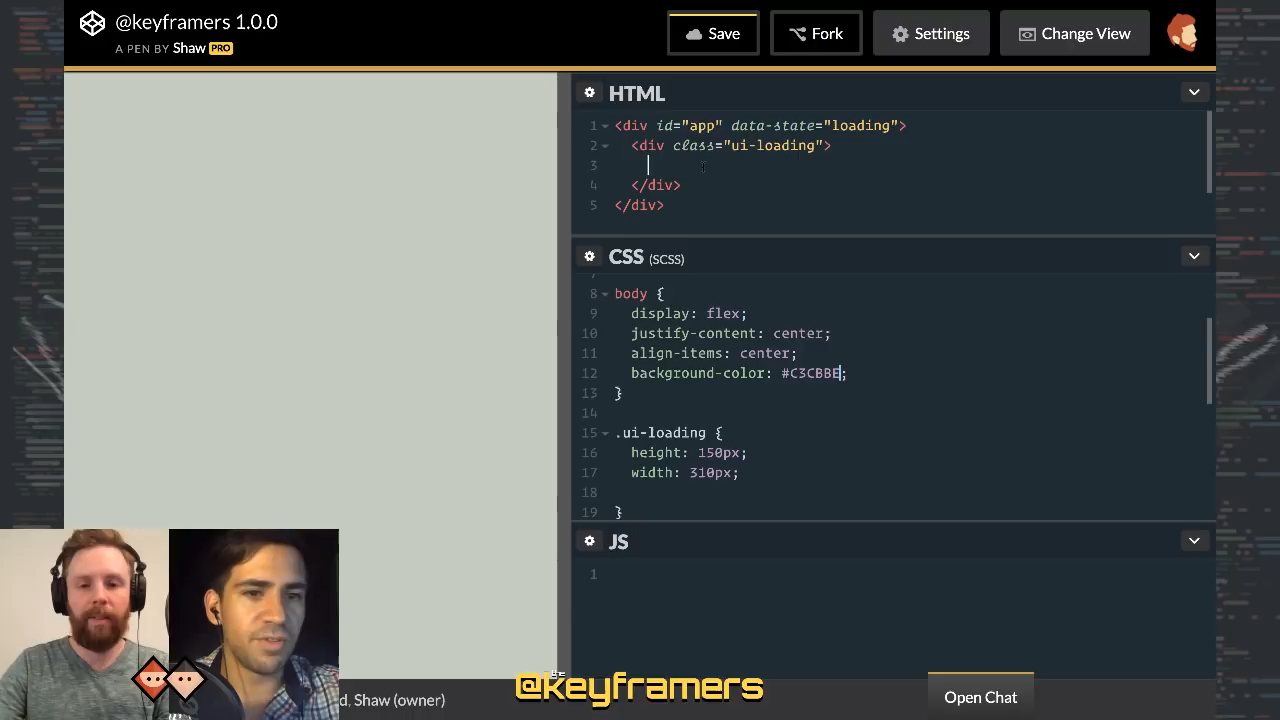 @keyframers 1.0.0
A PEN BY Shaw PRO
Save
Fork
Settings
Change View
HTML
1 <div id="app" data-state="loading">
2 <div class="ui-loading">
3
4 </div>
5 </div>
CSS (SCSS)
7
8 body {
9 display: flex;
10 justify-content: center;
11 align-items: center;
12 background-color: #C3CBBE;
13 }
14
15 .ui-loading {
16 height: 150px;
17 width: 310px;
18
19 }
JS
1
d, Shaw (owner)
@keyframers
Open Chat